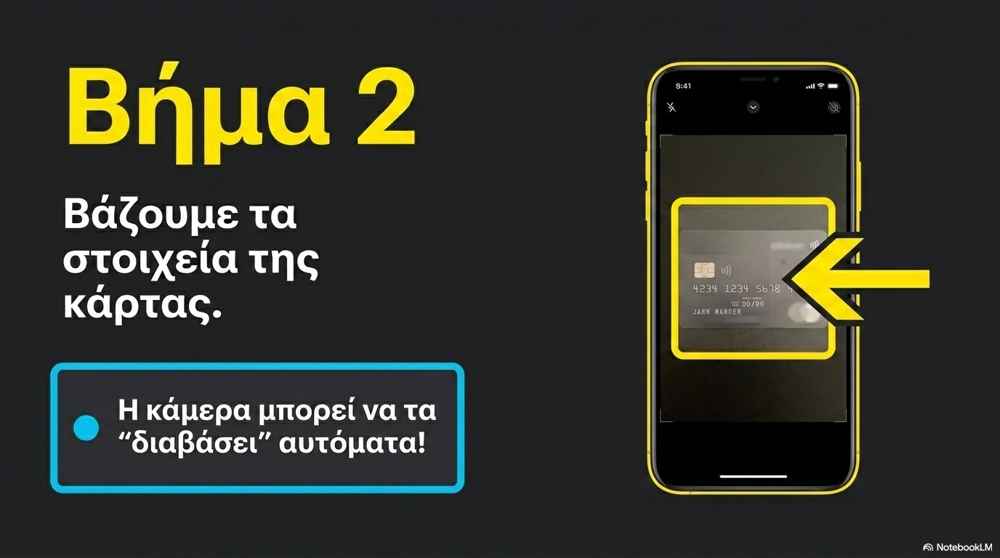 Βήμα 2
Βάζουμε τα
στοιχεία της
κάρτας.
Η κάμερα μπορεί να τα
“διαβάσει” αυτόματα!
S:41
4234 1234 5678
00/00
JARN MARDER
NotebookLM